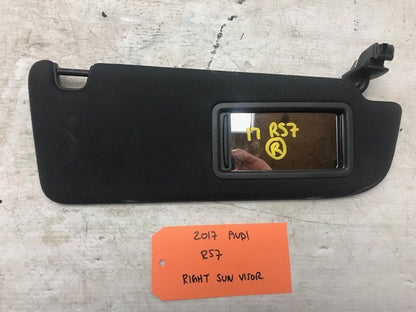 17 RS7
R
2017 AUDI
RS7
RIGHT SUN VISOR